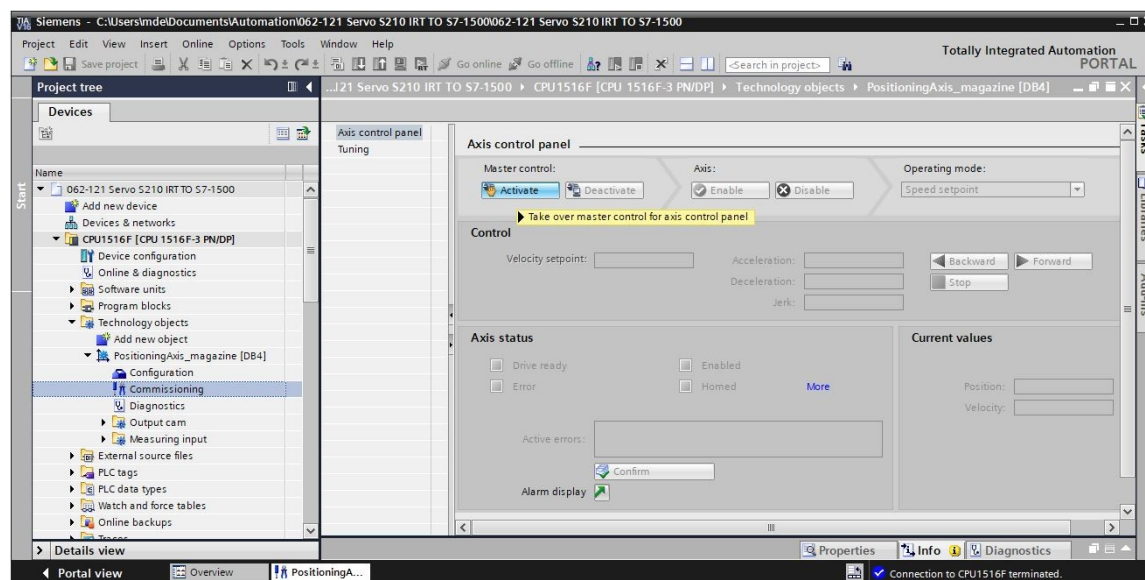 Siemens - C:\Users\mde\Documents\Automation\062-121 Servo S210 IRT TO S7-1500\062-121 Servo S210 IRT TO S7-1500
Project Edit View Insert Online Options Tools Window Help
Totally Integrated Automation
PORTAL
Save project Go online Go offline <Search in project>
Project tree
...121 Servo S210 IRT TO S7-1500 CPU1516F [CPU 1516F-3 PN/DP] Technology objects PositioningAxis_magazine [DB4]
Devices
Start
Name
062-121 Servo S210 IRT TO S7-1500
Add new device
Devices & networks
CPU1516F [CPU 1516F-3 PN/DP]
Device configuration
Online & diagnostics
Software units
Program blocks
Technology objects
Add new object
PositioningAxis_magazine [DB4]
Configuration
Commissioning
Diagnostics
Output cam
Measuring input
External source files
PLC tags
PLC data types
Watch and force tables
Online backups
Traces
Details view
Axis control panel
Tuning
Axis control panel
Master control: Axis: Operating mode:
Activate Deactivate Enable Disable Speed setpoint
Take over master control for axis control panel
Control
Velocity setpoint: Acceleration: Backward Forward
Deceleration: Stop
Jerk:
Axis status
Current values
Drive ready Enabled
Error Homed More Position:
Velocity:
Active errors:
Confirm
Alarm display
Tasks
Libraries
Properties Info Diagnostics
Portal view Overview PositioningA... Connection to CPU1516F terminated.